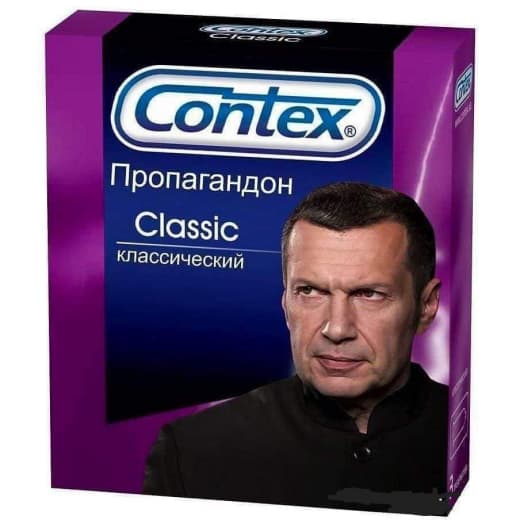 Contex
Classic
Contex®
Пропагандон
Classic
классический